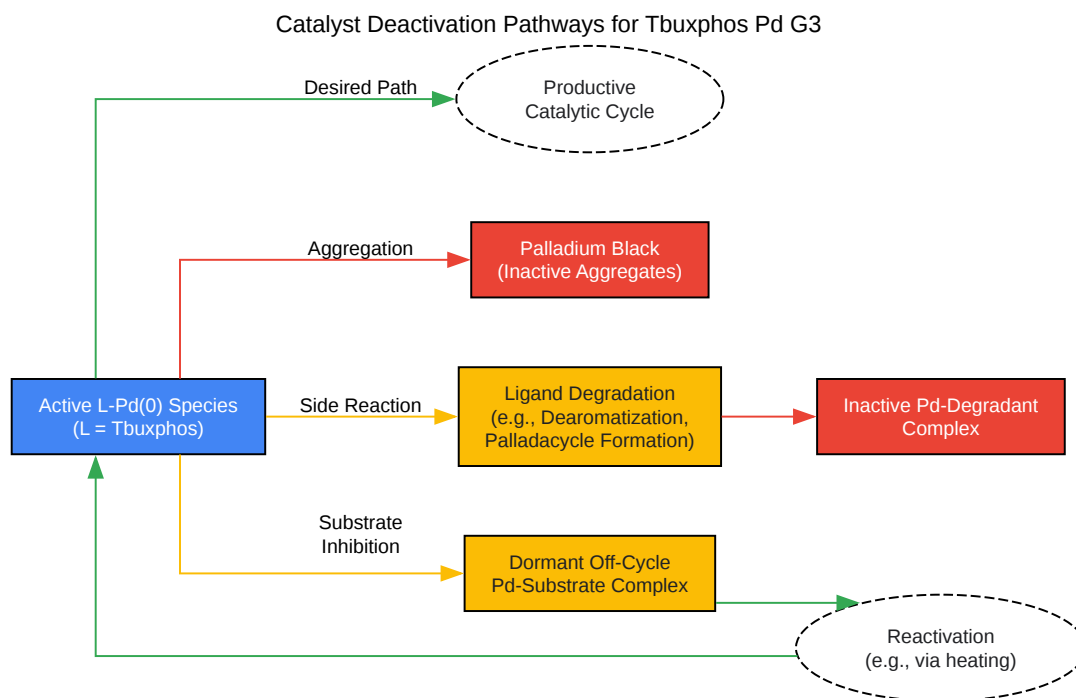 Catalyst Deactivation Pathways for Tbuxphos Pd G3
Desired Path
Productive
Catalytic Cycle
Aggregation
Palladium Black
(Inactive Aggregates)
Active L-Pd(0) Species
(L = Tbuxphos)
Side Reaction
Ligand Degradation
(e.g., Dearomatization,
Palladacycle Formation)
Inactive Pd-Degradant
Complex
Substrate
Inhibition
Dormant Off-Cycle
Pd-Substrate Complex
Reactivation
(e.g., via heating)